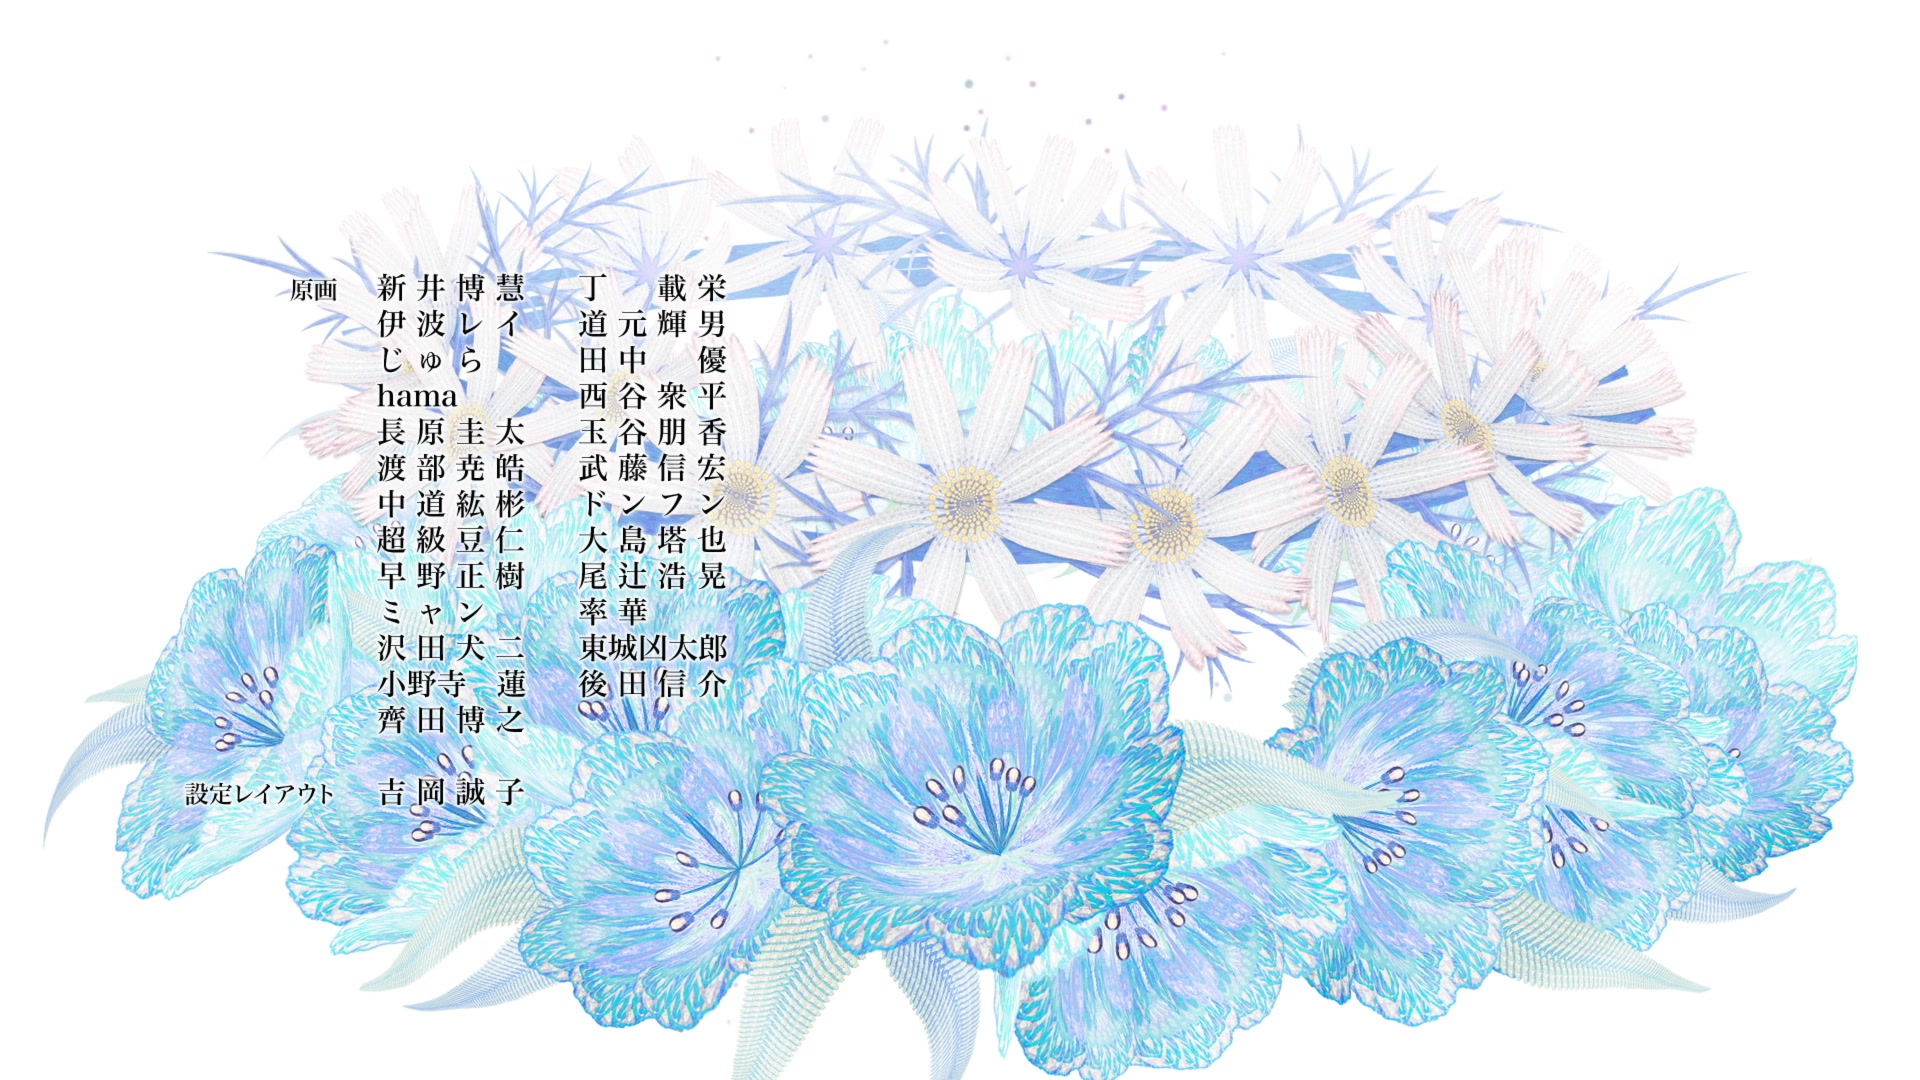 原画 新井博慧 丁 載栄
伊波レイ 道元輝男
じゅら 田中 優
hama 西谷衆平
長原圭太 玉谷朋香
渡部尭皓 武藤信宏
中道紘彬 ドンフン
超級豆仁 大島塔也
早野正樹 尾辻浩晃
ミャン 率華
沢田犬二 東城凶太郎
小野寺 蓮 後田信介
齊田博之
設定レイアウト 吉岡誠子